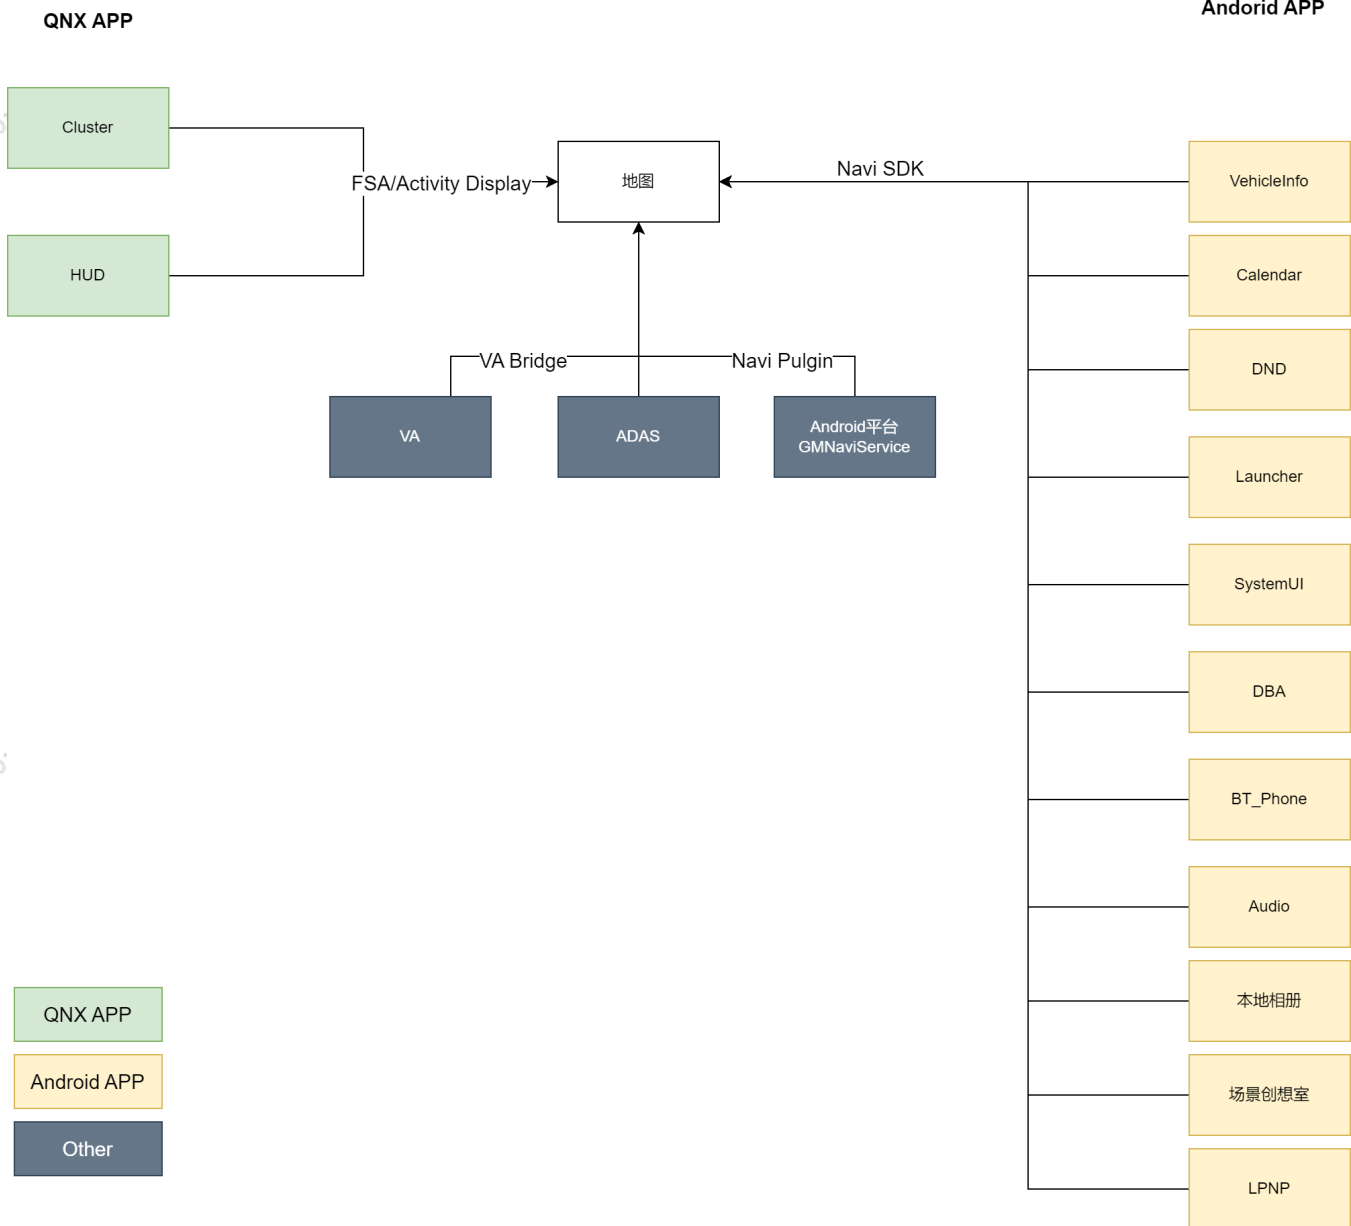 QNX APP
Andorid APP
Cluster
FSA/Activity Display
地图
Navi SDK
VehicleInfo
HUD
Calendar
VA Bridge
Navi Pulgin
DND
VA
ADAS
Android平台
GMNaviService
Launcher
SystemUI
DBA
BT_Phone
Audio
本地相册
场景创想室
LPNP
QNX APP
Android APP
Other